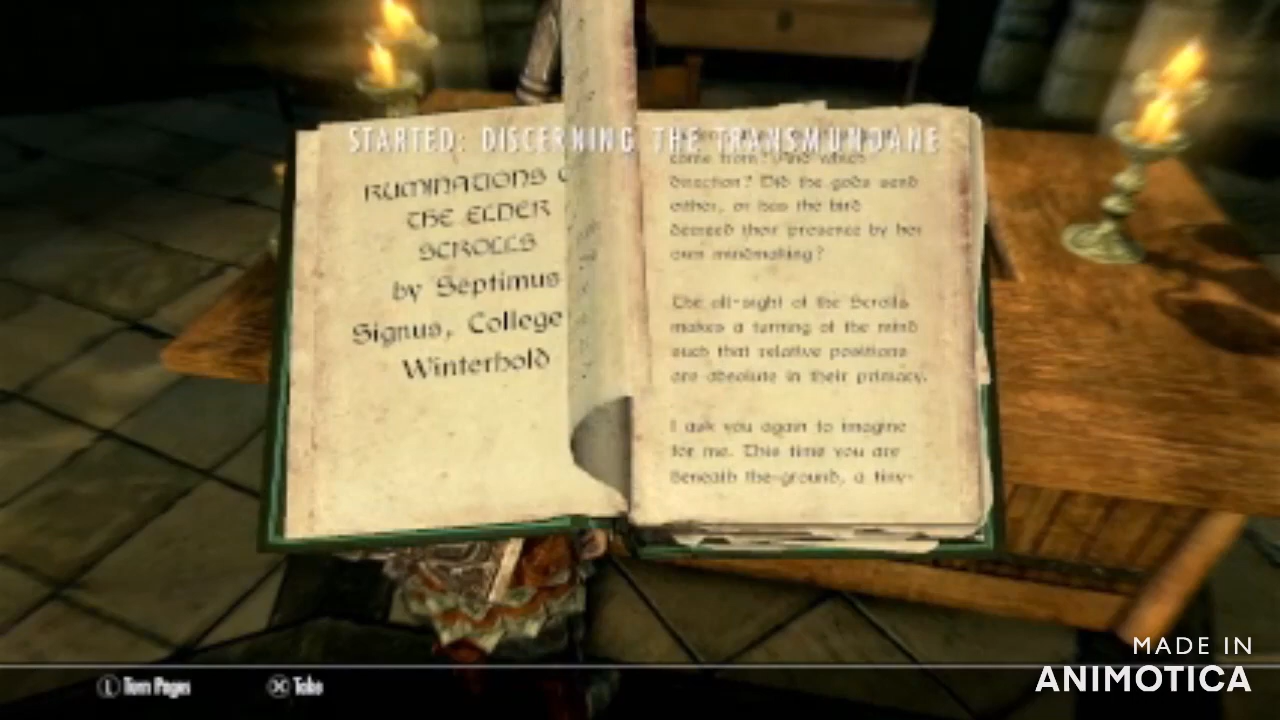 STARTED: DISCERNING THE TRANSMUNDANE
RUMINATIONS
THE ELDER
SCROLLS
by Septimus
Signus, College
Winterhold
come from? And which
direction? Did the gods send
either, or has the bird
deemed their presence by her
own mindmaking?
The all-sight of the Scrolls
makes a turning of the mind
such that relative positions
are absolute in their primacy.
I ask you again to imagine
for me. This time you are
beneath the ground, a tiny
L Turn Pages
X Take
MADE IN
ANIMOTICA